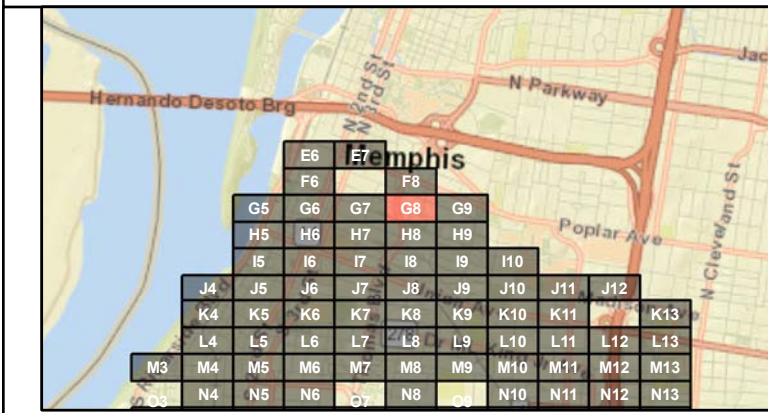 Jac
N Parkway
Hernando Desoto Brg
N 2nd St
N 3rd St
Memphis
E6 E7
F6 F8
G5 G6 G7 G8 G9
Poplar Ave
N Cleveland St
H5 H6 H7 H8 H9
I5 I6 I7 I8 I9 I10
J4 J5 J6 J7 J8 J9 J10 J11 J12
Union Av
Madison Ave
K4 K5 K6 K7 K8 K9 K10 K11 K13
L4 L5 L6 L7 L8 L9 L10 L11 L12 L13
M3 M4 M5 M6 M7 M8 M9 M10 M11 M12 M13
O3 N4 N5 N6 O7 N8 O9 N10 N11 N12 N13